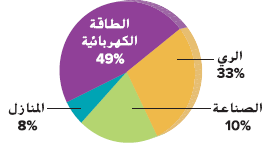 الطاقة
الكهربائية
49%
الري
33%
الصناعة
10%
المنازل
8%